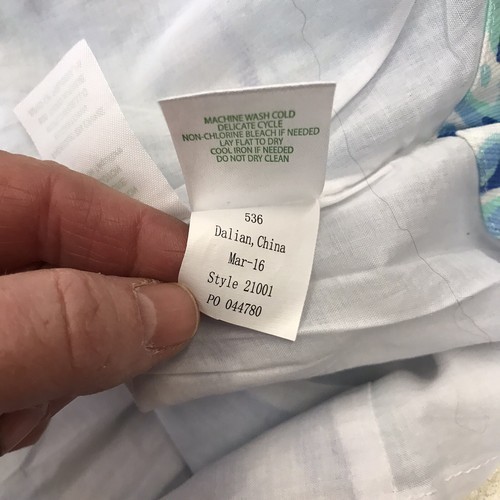 MACHINE WASH COLD
DELICATE CYCLE
NON-CHLORINE BLEACH IF NEEDED
LAY FLAT TO DRY
COOL IRON IF NEEDED
DO NOT DRY CLEAN
536
Dalian,China
Mar-16
Style 21001
PO 044780